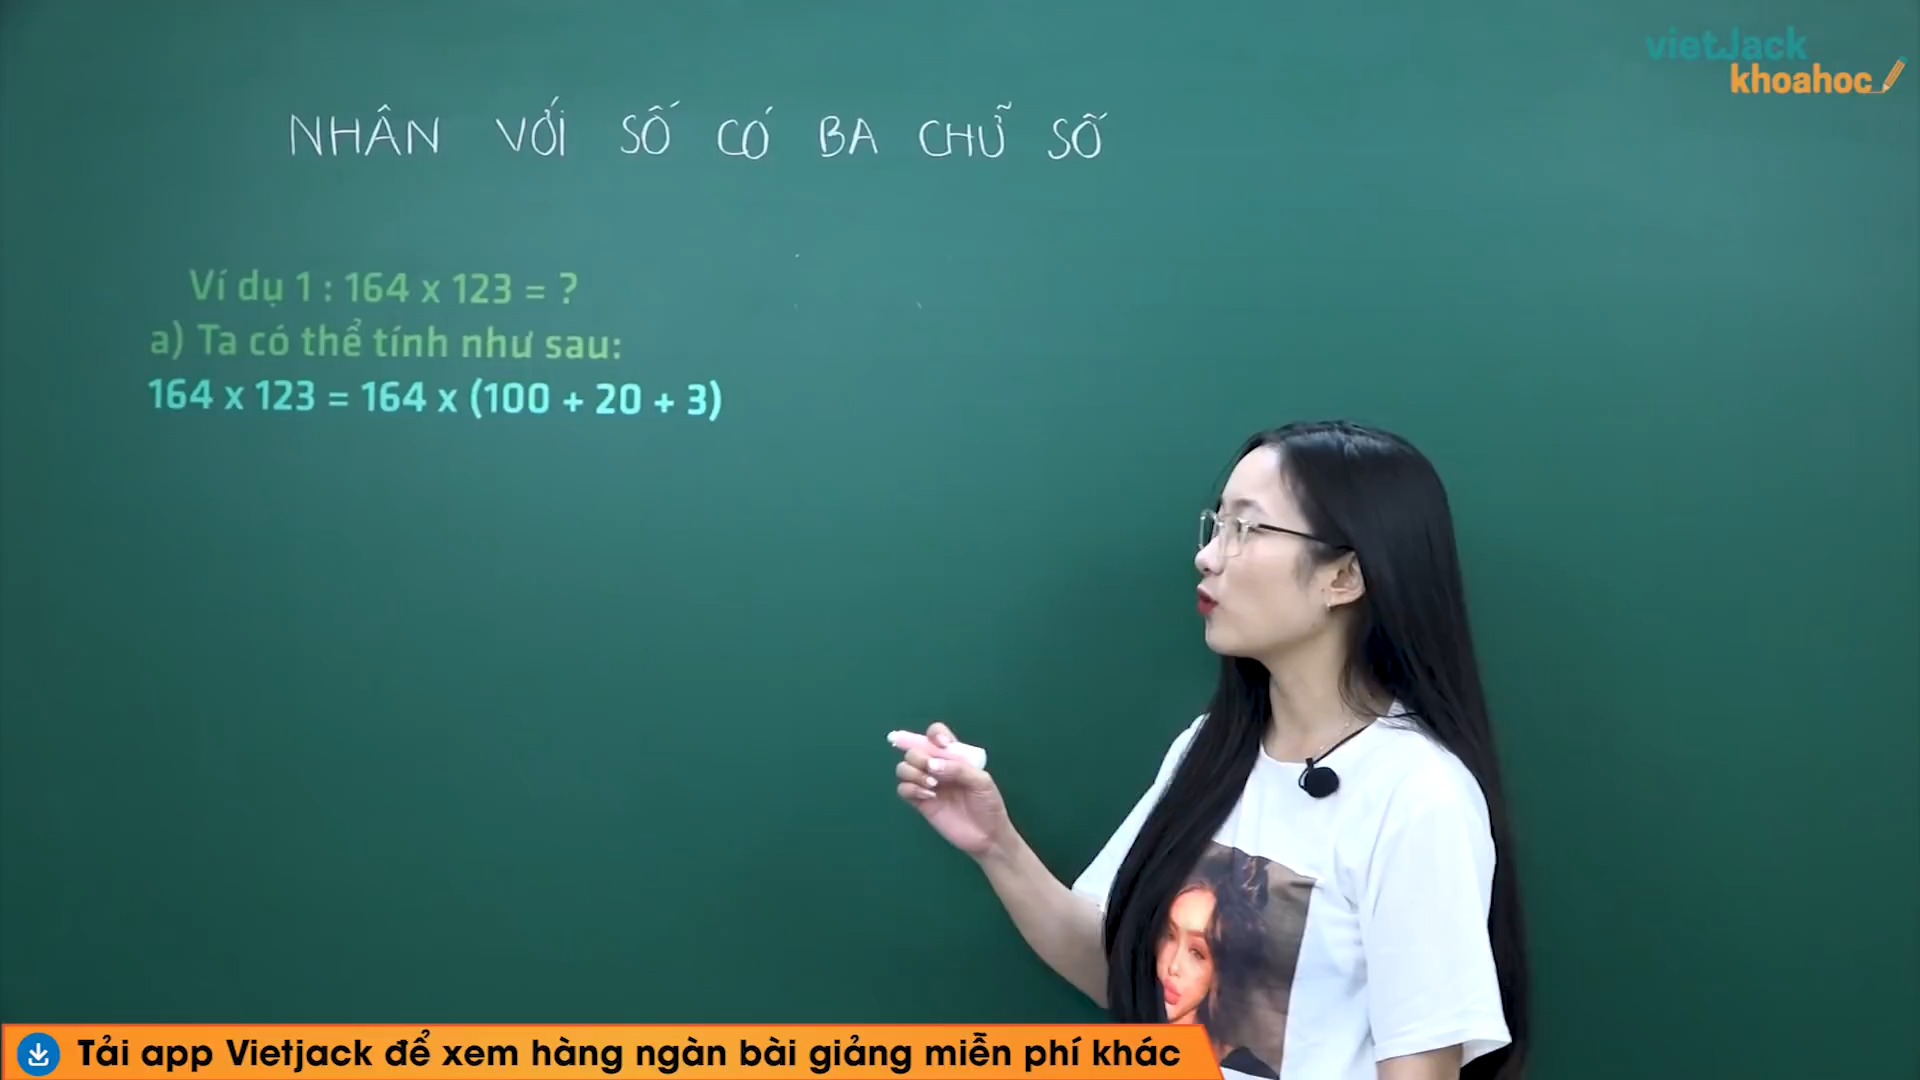 vietJack
khoahoc
NHÂN VỚI SỐ CÓ BA CHỮ SỐ
Ví dụ 1 : 164 x 123 = ?
a) Ta có thể tính như sau:
164 x 123 = 164 x (100 + 20 + 3)
Tải app Vietjack để xem hàng ngàn bài giảng miễn phí khác